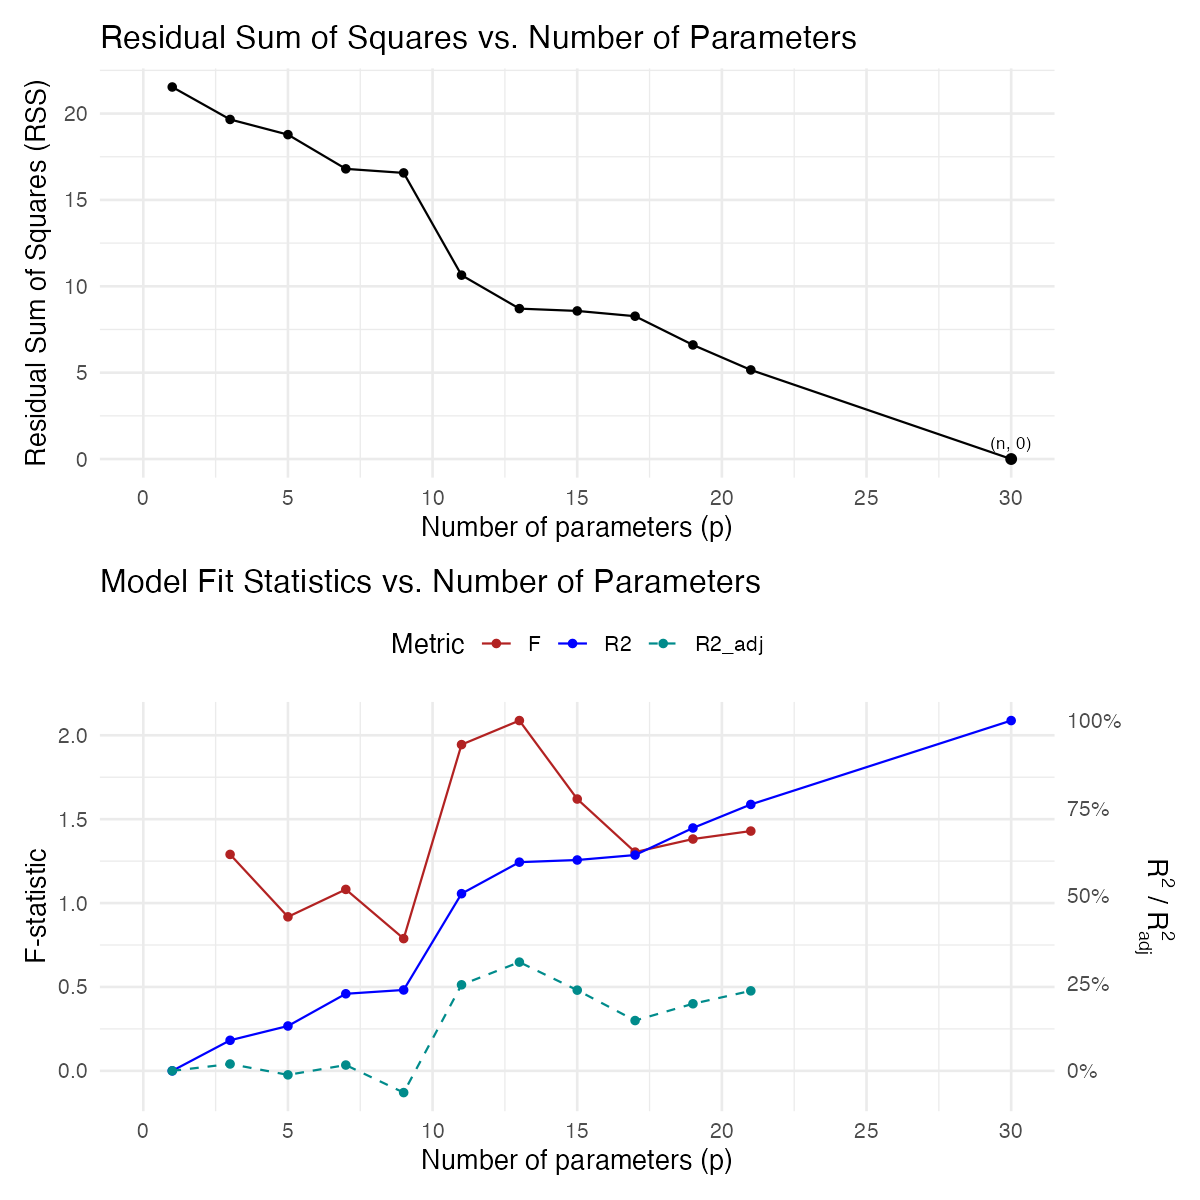 Residual Sum of Squares vs. Number of Parameters
Residual Sum of Squares (RSS)
20
15
10
5
0
(n, 0)
0 5 10 15 20 25 30
Number of parameters (p)
Model Fit Statistics vs. Number of Parameters
Metric F R2 R2_adj
F-statistic
2.0
1.5
1.0
0.5
0.0
100%
75%
50%
25%
0%
R² / R²adj
0 5 10 15 20 25 30
Number of parameters (p)